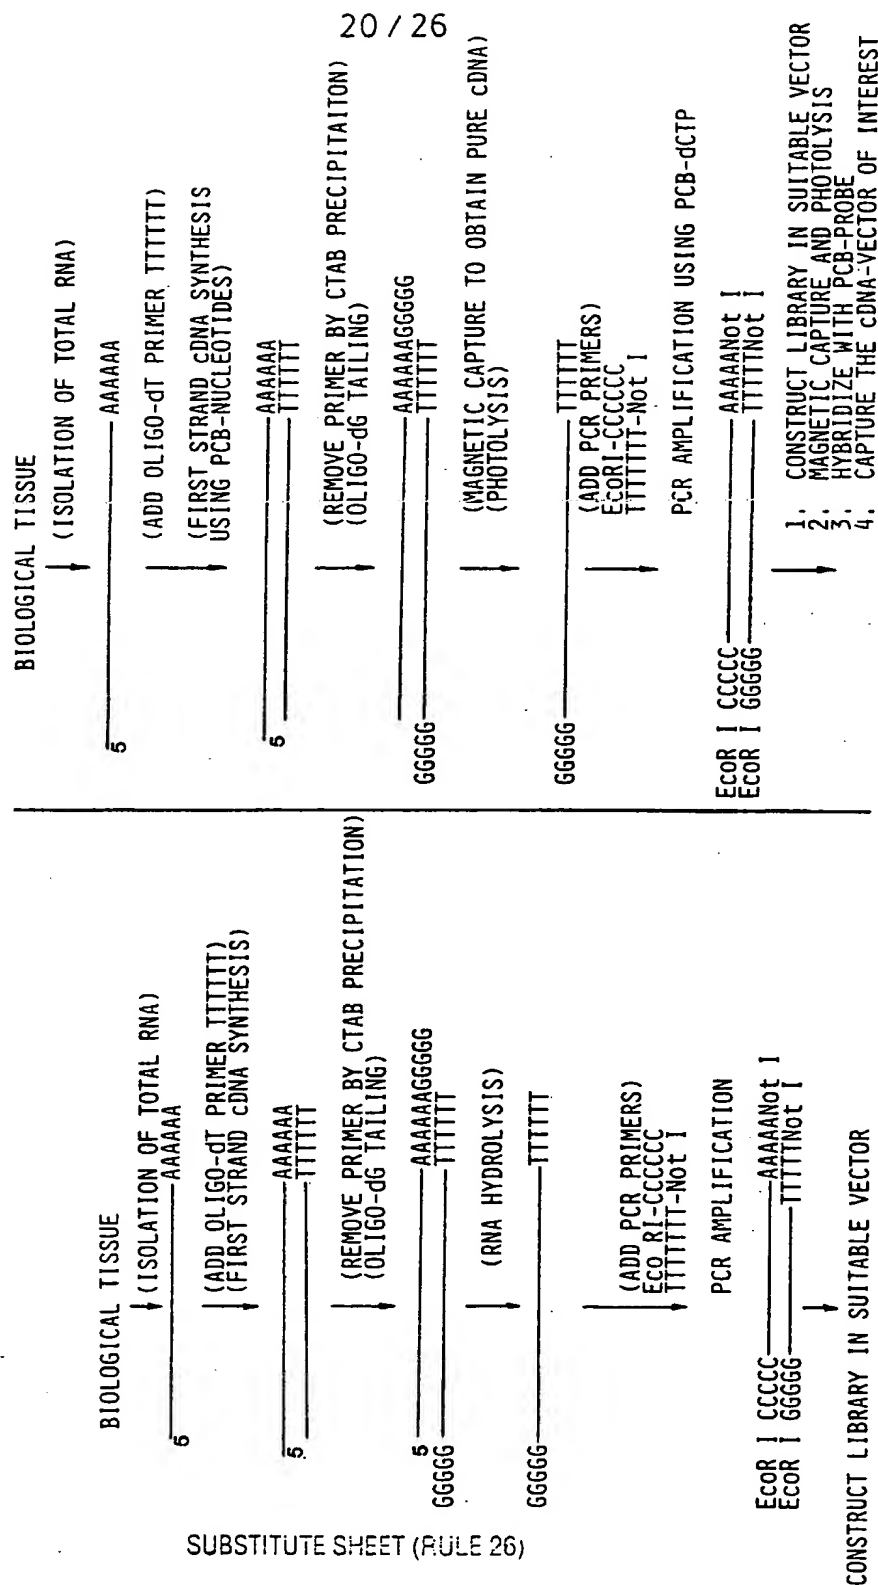 20 / 26
BIOLOGICAL TISSUE
(ISOLATION OF TOTAL RNA)
AAAAAA
5
(ADD OLIGO-dT PRIMER TTTTTT)
(FIRST STRAND cDNA SYNTHESIS)
AAAAAA
5
TTTTTT
(REMOVE PRIMER BY CTAB PRECIPITATION)
(OLIGO-dG TAILING)
5
AAAAAAGGGGG
GGGGG TTTTTT
(RNA HYDROLYSIS)
GGGGG TTTTTT
(ADD PCR PRIMERS)
ECO RI-CCCCCC
TTTTTTT-Not I
PCR AMPLIFICATION
EcoR I CCCCC AAAAANot I
EcoR I GGGGG TTTTTNot I
CONSTRUCT LIBRARY IN SUITABLE VECTOR
BIOLOGICAL TISSUE
(ISOLATION OF TOTAL RNA)
AAAAAA
5
(ADD OLIGO-dT PRIMER TTTTTT)
(FIRST STRAND cDNA SYNTHESIS
USING PCB-NUCLEOTIDES)
AAAAAA
5
TTTTTT
(REMOVE PRIMER BY CTAB PRECIPITAITON)
(OLIGO-dG TAILING)
AAAAAAGGGGG
GGGGG TTTTTT
(MAGNETIC CAPTURE TO OBTAIN PURE cDNA)
(PHOTOLYSIS)
GGGGG TTTTTT
(ADD PCR PRIMERS)
EcoRI-CCCCCC
TTTTTTT-Not I
PCR AMPLIFICATION USING PCB-dCTP
EcoR I CCCCC AAAAANot I
EcoR I GGGGG TTTTTNot I
1. CONSTRUCT LIBRARY IN SUITABLE VECTOR
2. MAGNETIC CAPTURE AND PHOTOLYSIS
3. HYBRIDIZE WITH PCB-PROBE
4. CAPTURE THE CDNA-VECTOR OF INTEREST
SUBSTITUTE SHEET (RULE 26)